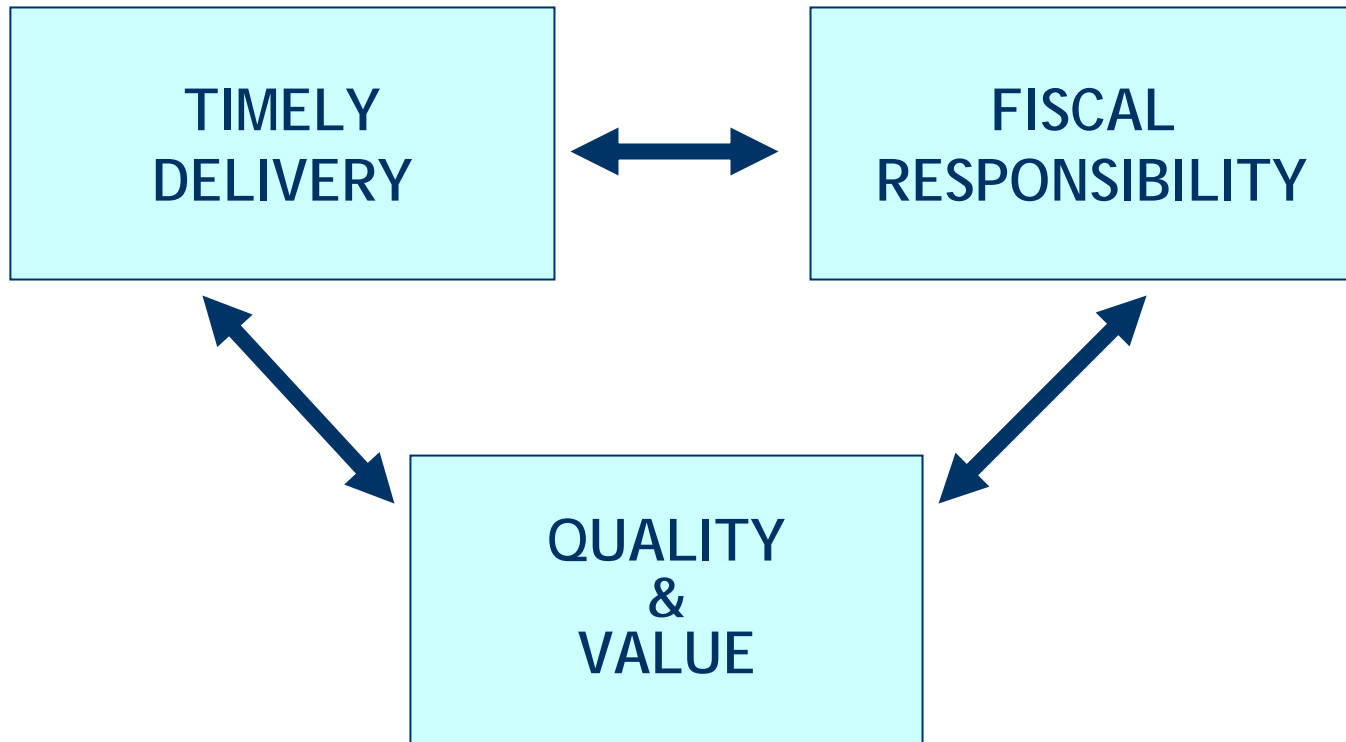 TIMELY
DELIVERY
FISCAL
RESPONSIBILITY
QUALITY
&
VALUE